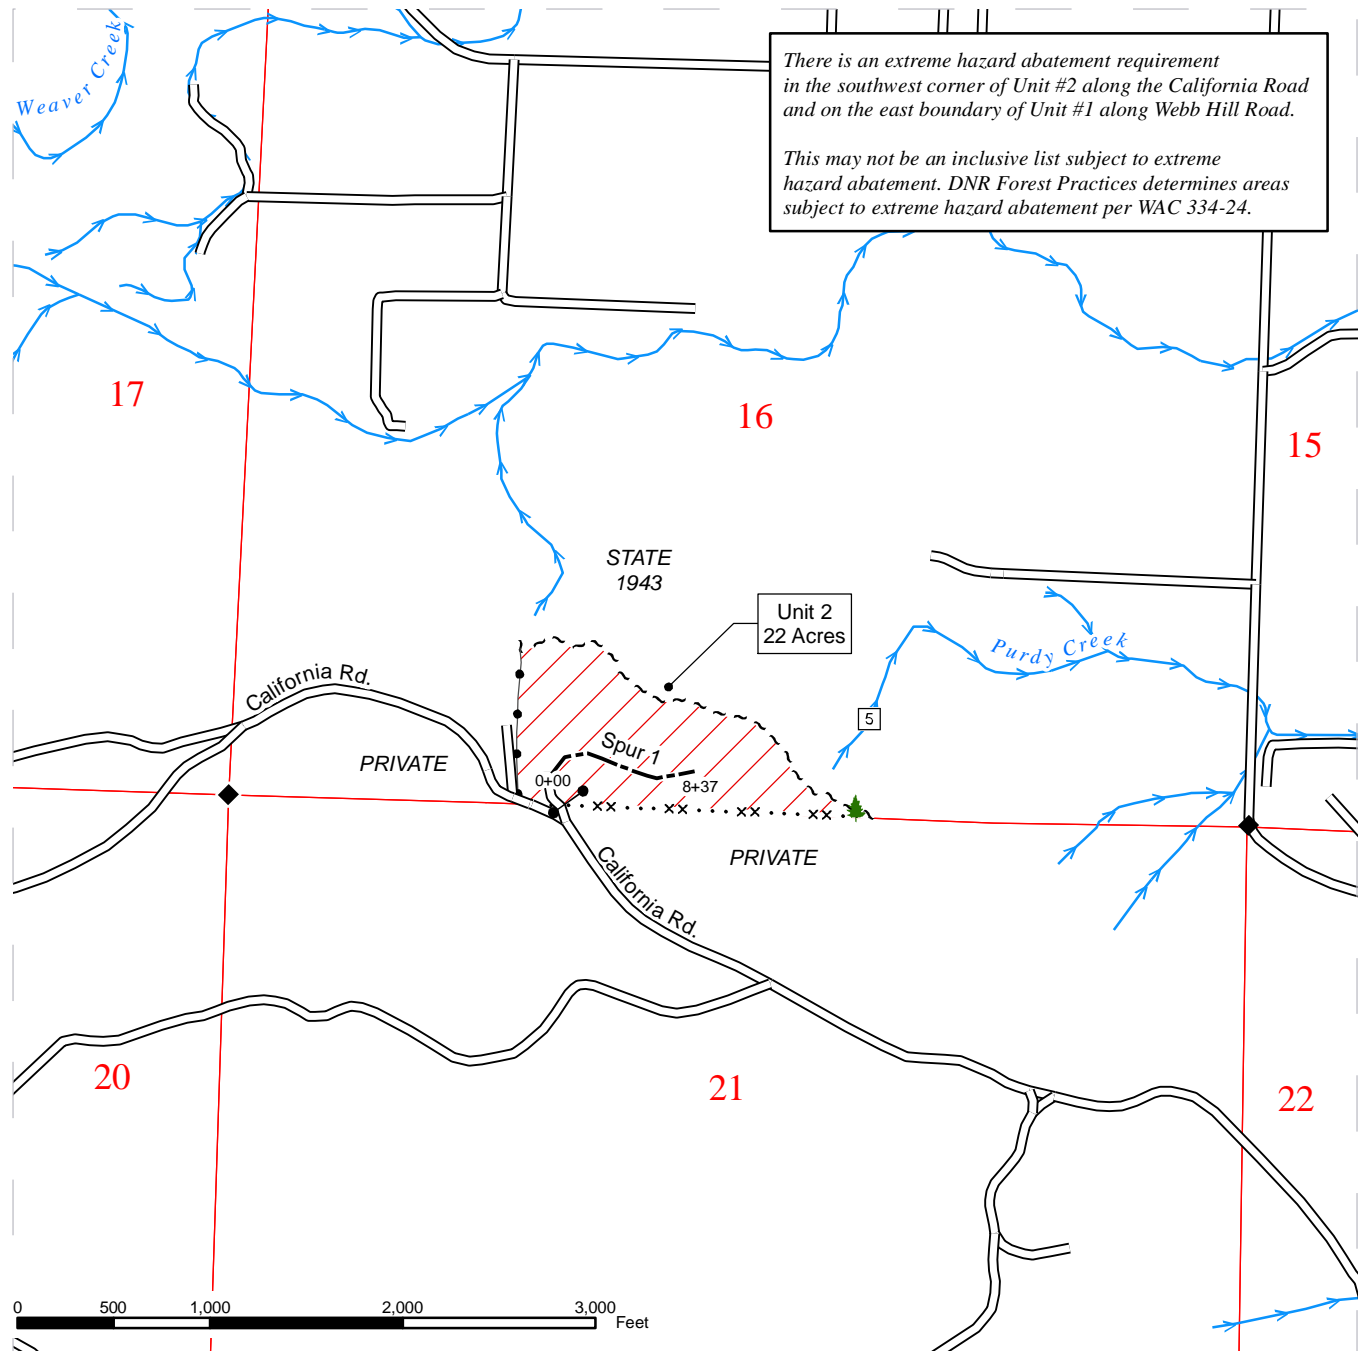 Weaver Creek
There is an extreme hazard abatement requirement
in the southwest corner of Unit #2 along the California Road
and on the east boundary of Unit #1 along Webb Hill Road.
This may not be an inclusive list subject to extreme
hazard abatement. DNR Forest Practices determines areas
subject to extreme hazard abatement per WAC 334-24.
17
16
15
STATE
1943
Unit 2
22 Acres
Purdy Creek
California Rd.
5
PRIVATE
Spur 1
0+00
8+37
PRIVATE
California Rd.
20
21
22
0 500 1,000 2,000 3,000
Feet